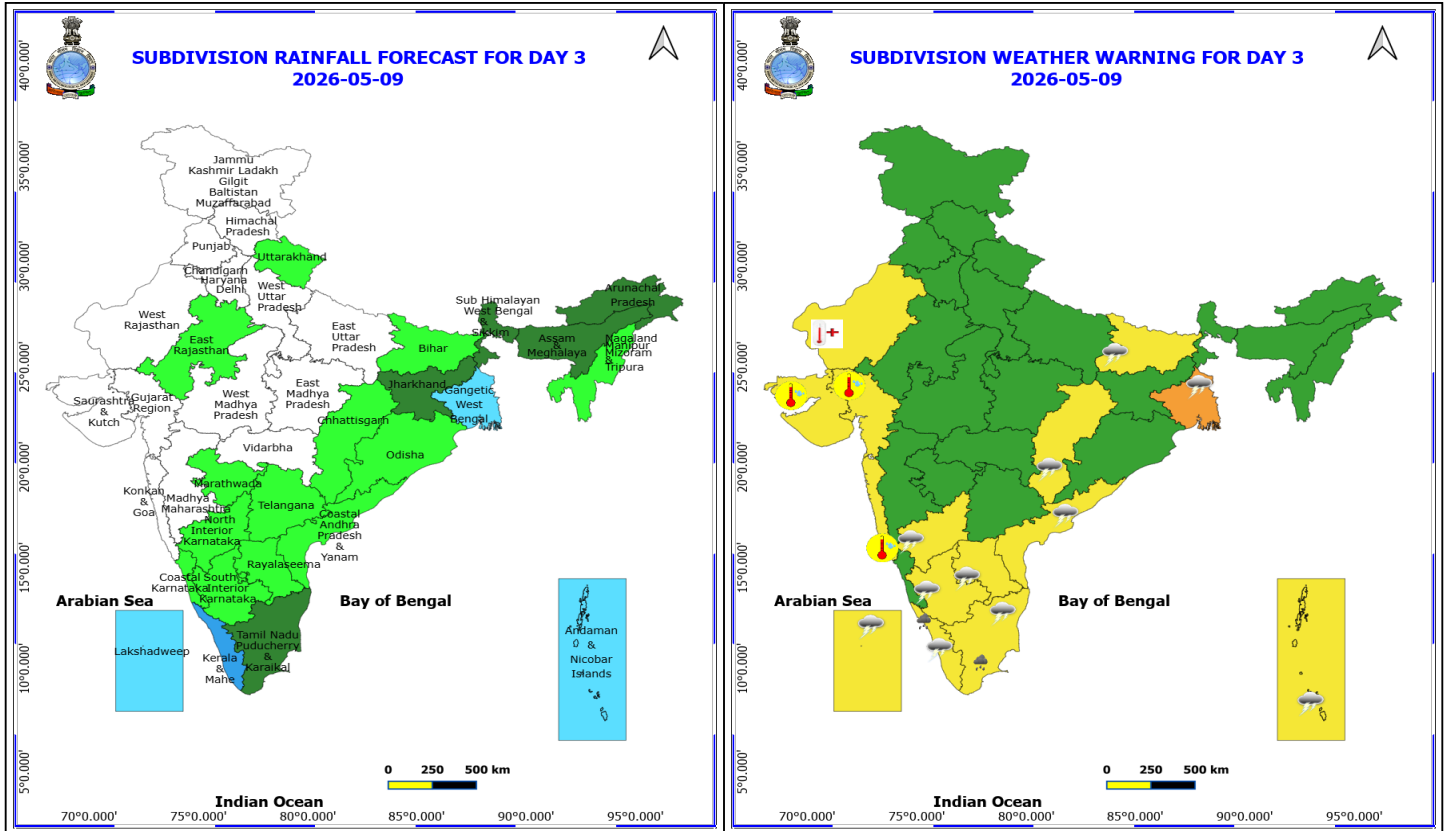 SUBDIVISION RAINFALL FORECAST FOR DAY 3
2026-05-09
40°0.000'
35°0.000'
30°0.000'
25°0.000'
20°0.000'
15°0.000'
10°0.000'
5°0.000'
Jammu
Kashmir Ladakh
Gilgit
Baltistan
Muzaffarabad
Himachal
Pradesh
Punjab
Uttarakhand
Chandigarh
Haryana
Delhi
West
Uttar
Pradesh
West
Rajasthan
East
Rajasthan
East
Uttar
Pradesh
Bihar
Sub Himalayan
West Bengal
&
Sikkim
Arunachal
Pradesh
Assam
&
Meghalaya
Nagaland
Manipur
Mizoram
&
Tripura
Jharkhand
Gangetic
West
Bengal
Saurashtra
&
Kutch
Gujarat
Region
West
Madhya
Pradesh
East
Madhya
Pradesh
Chhattisgarh
Odisha
Vidarbha
Konkan
&
Goa
Madhya
Maharashtra
Marathwada
Telangana
North
Interior
Karnataka
Coastal
Andhra
Pradesh
&
Yanam
Rayalaseema
Coastal
Karnataka
South
Interior
Karnataka
Arabian Sea
Bay of Bengal
Lakshadweep
Kerala
&
Mahe
Tamil Nadu
Puducherry
&
Karaikal
Andaman
&
Nicobar
Islands
0 250 500 km
Indian Ocean
70°0.000' 75°0.000' 80°0.000' 85°0.000' 90°0.000' 95°0.000'
SUBDIVISION WEATHER WARNING FOR DAY 3
2026-05-09
40°0.000'
35°0.000'
30°0.000'
25°0.000'
20°0.000'
15°0.000'
10°0.000'
5°0.000'
Arabian Sea
Bay of Bengal
0 250 500 km
Indian Ocean
70°0.000' 75°0.000' 80°0.000' 85°0.000' 90°0.000' 95°0.000'